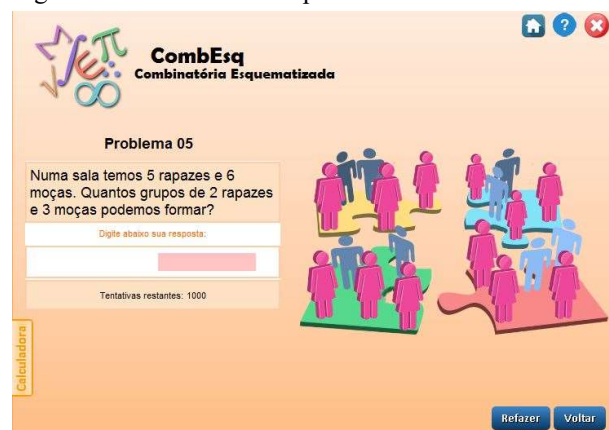 CombEsq
Combinatória Esquematizada
Problema 05
Numa sala temos 5 rapazes e 6
moças. Quantos grupos de 2 rapazes
e 3 moças podemos formar?
Digite abaixo sua resposta:
Tentativas restantes: 1000
Calculadora
Refazer Voltar